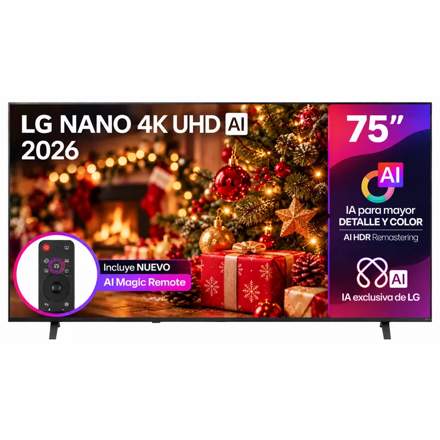 LG NANO 4K UHD AI
2026
Incluye NUEVO
AI Magic Remote
75”
AI
IA para mayor
DETALLE Y COLOR
AI HDR Remastering
AI
IA exclusiva de LG